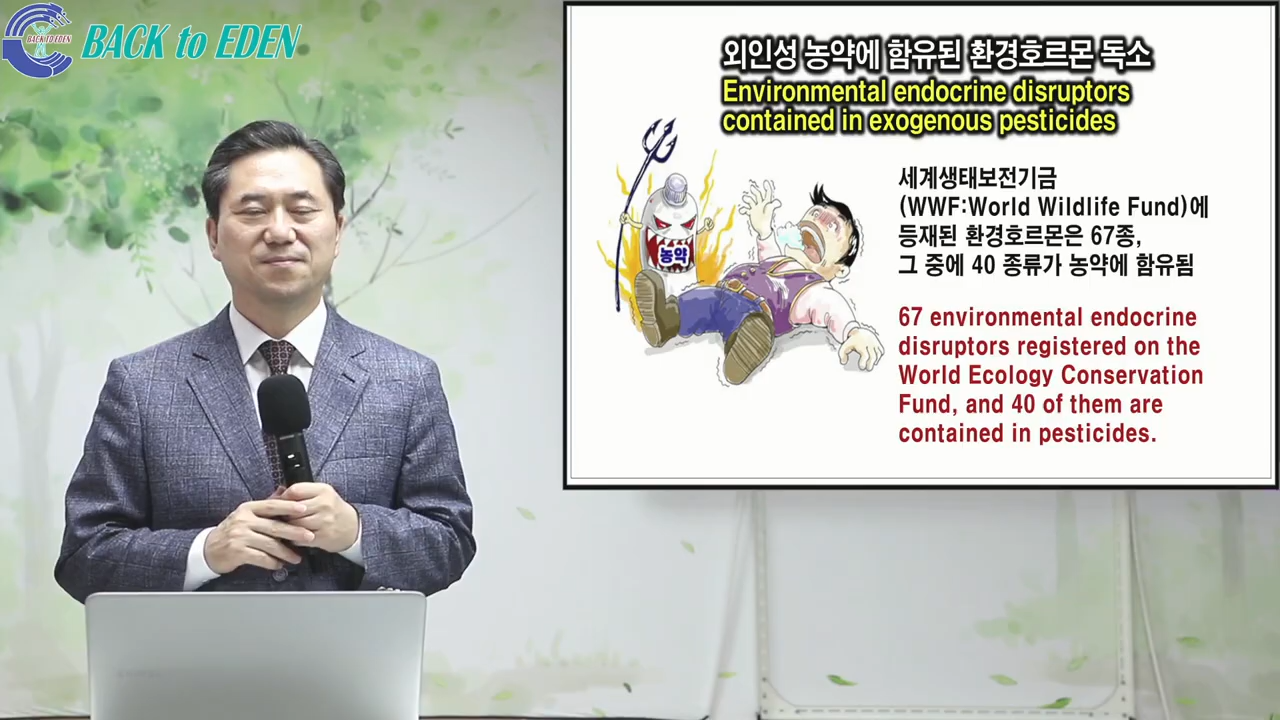 BACK TO EDEN
BACK to EDEN
외인성 농약에 함유된 환경호르몬 독소
Environmental endocrine disruptors
contained in exogenous pesticides
농약
세계생태보전기금
(WWF:World Wildlife Fund)에
등재된 환경호르몬은 67종,
그 중에 40 종류가 농약에 함유됨
67 environmental endocrine
disruptors registered on the
World Ecology Conservation
Fund, and 40 of them are
contained in pesticides.